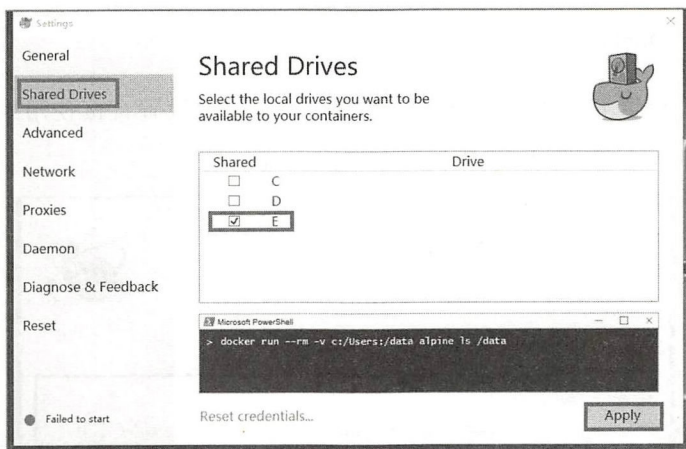 Settings
General
Shared Drives
Advanced
Network
Proxies
Daemon
Diagnose & Feedback
Reset
Failed to start
Shared Drives
Select the local drives you want to be
available to your containers.
Shared Drive
C
D
E
Microsoft PowerShell
> docker run --rm -v c:/Users:/data alpine ls /data
Reset credentials...
Apply